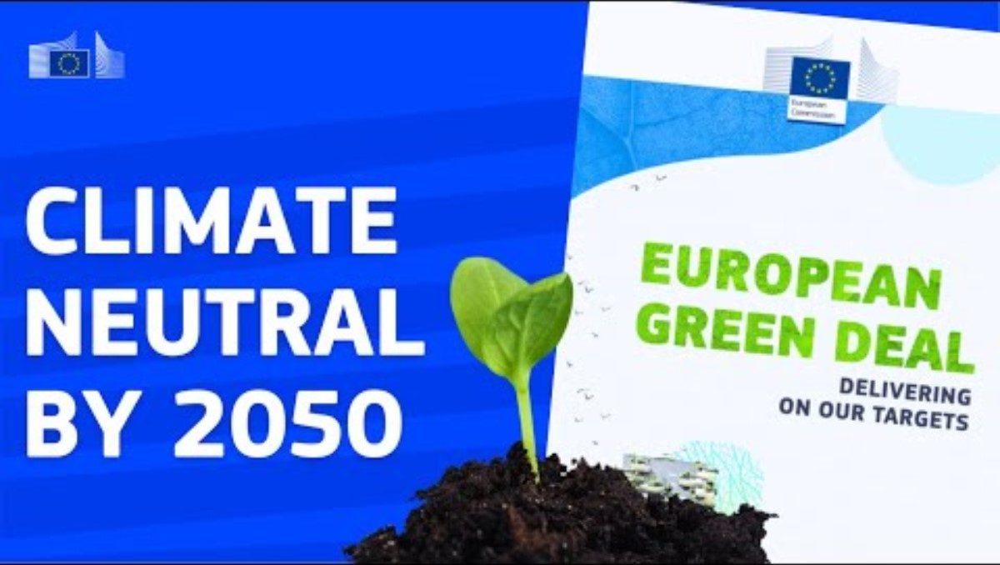 CLIMATE
NEUTRAL
BY 2050
European
Commission
EUROPEAN
GREEN DEAL
DELIVERING
ON OUR TARGETS